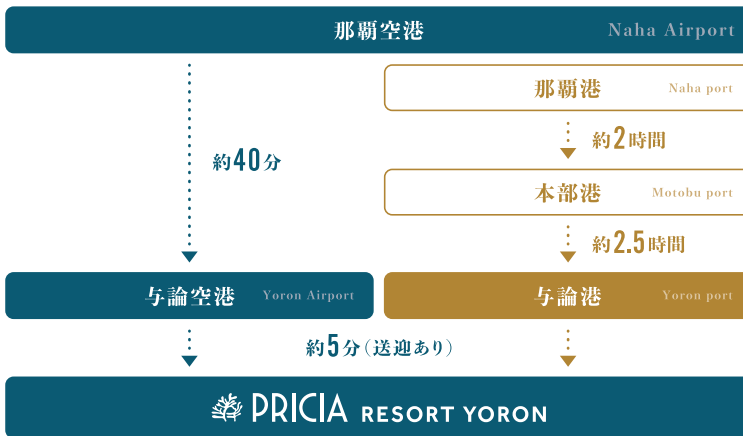 那覇空港 Naha Airport
那覇港 Naha port
約2時間
約40分
本部港 Motobu port
約2.5時間
与論空港 Yoron Airport
与論港 Yoron port
約5分(送迎あり)
PRICIA RESORT YORON